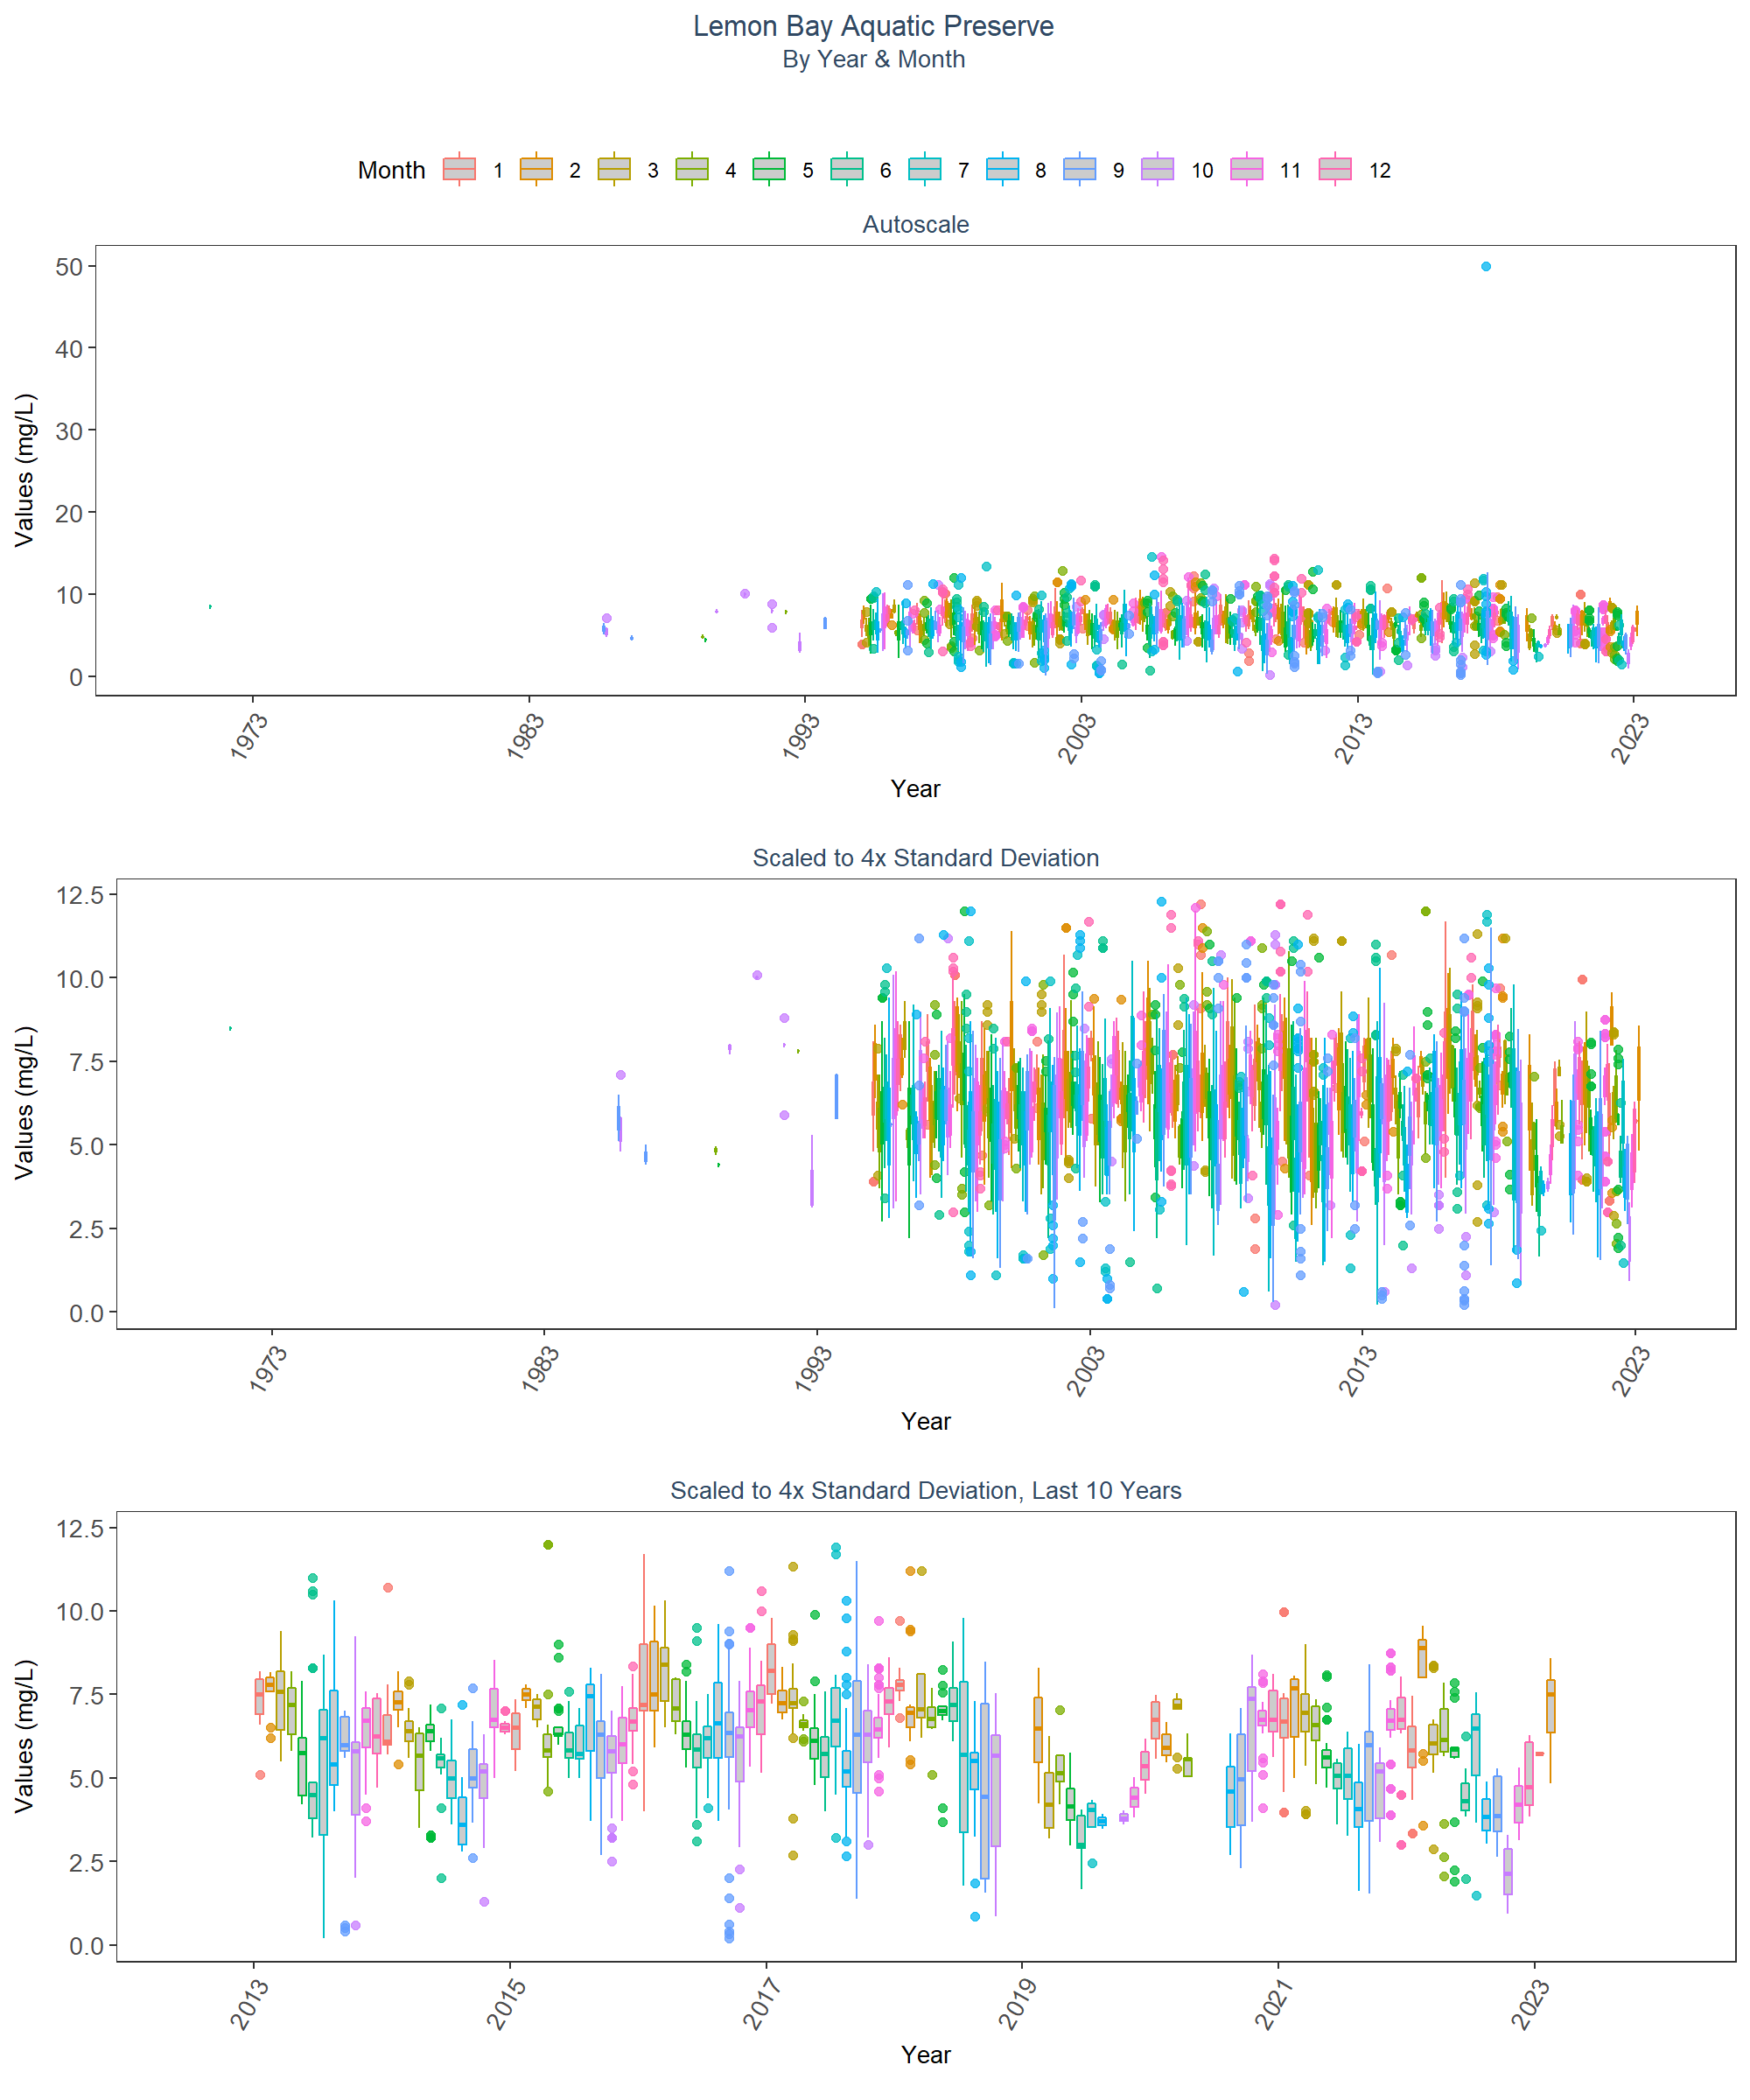 Lemon Bay Aquatic Preserve
By Year & Month
Month 1 2 3 4 5 6 7 8 9 10 11 12
Autoscale
Values (mg/L)
50
40
30
20
10
0
1973 1983 1993 2003 2013 2023
Year
Scaled to 4x Standard Deviation
Values (mg/L)
12.5
10.0
7.5
5.0
2.5
0.0
1973 1983 1993 2003 2013 2023
Year
Scaled to 4x Standard Deviation, Last 10 Years
Values (mg/L)
12.5
10.0
7.5
5.0
2.5
0.0
2013 2015 2017 2019 2021 2023
Year